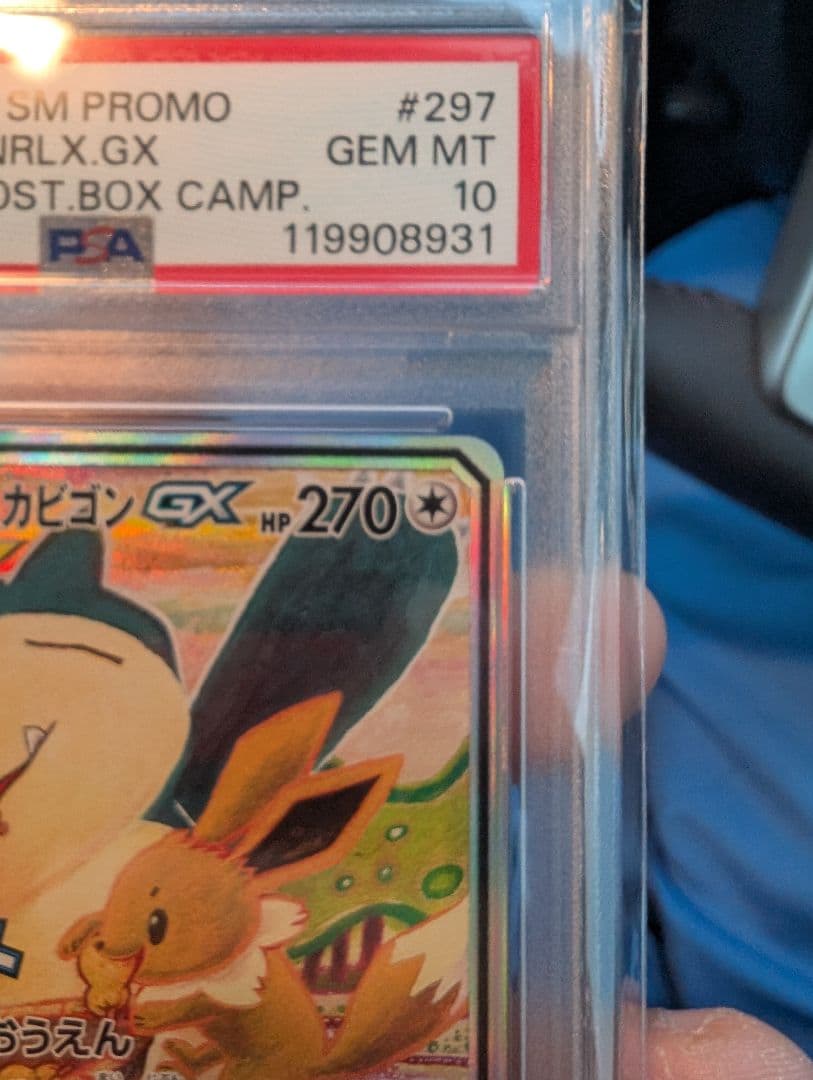 SM PROMO #297
NRLX.GX GEM MT
OST.BOX CAMP. 10
PSA 119908931
カビゴン GX HP 270
おうえん